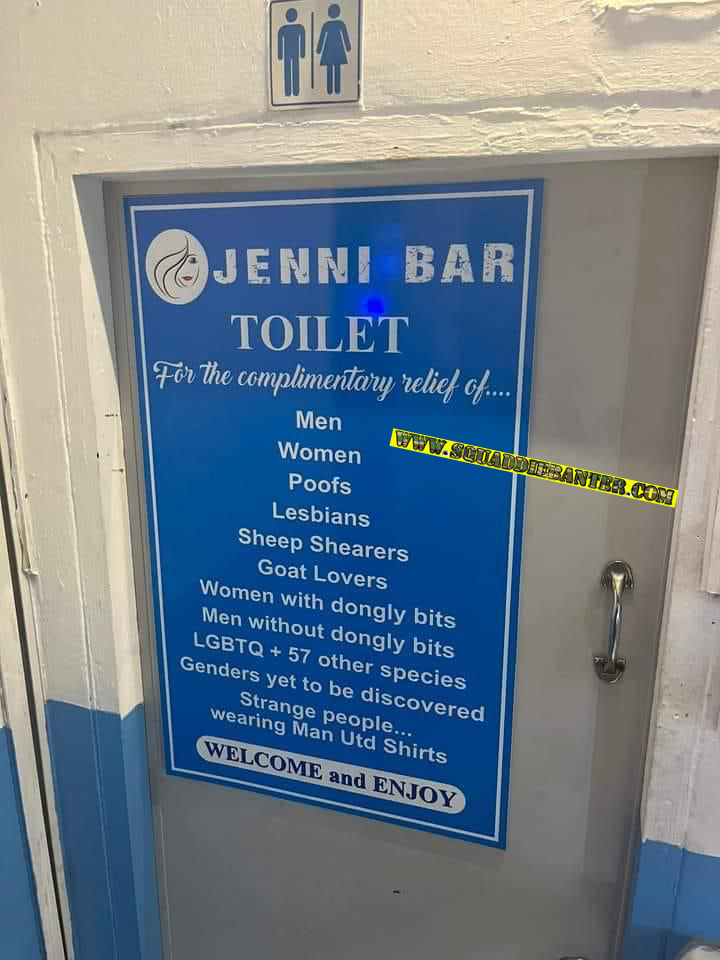 JENNI BAR
TOILET
For the complimentary relief of....
Men
WWW.SQUADDIEBANTER.COM
Women
Poofs
Lesbians
Sheep Shearers
Goat Lovers
Women with dongly bits
Men without dongly bits
LGBTQ + 57 other species
Genders yet to be discovered
Strange people...
wearing Man Utd Shirts
WELCOME and ENJOY